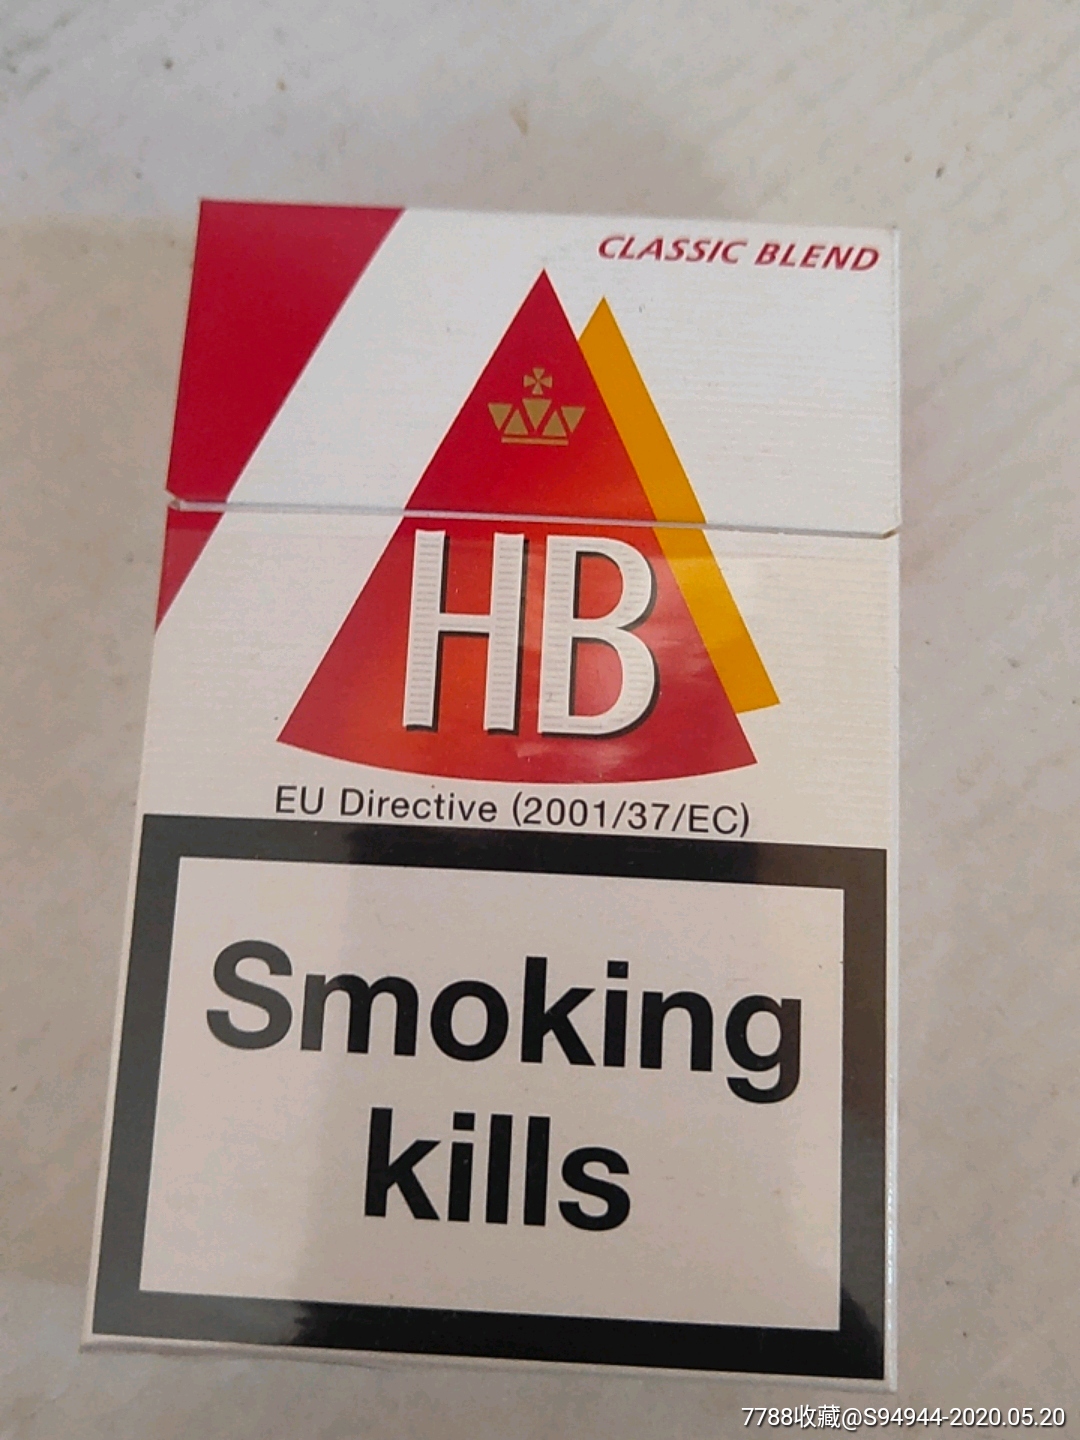 CLASSIC BLEND
HB
EU Directive (2001/37/EC)
Smoking
kills
7788收藏@S94944-2020.05.20